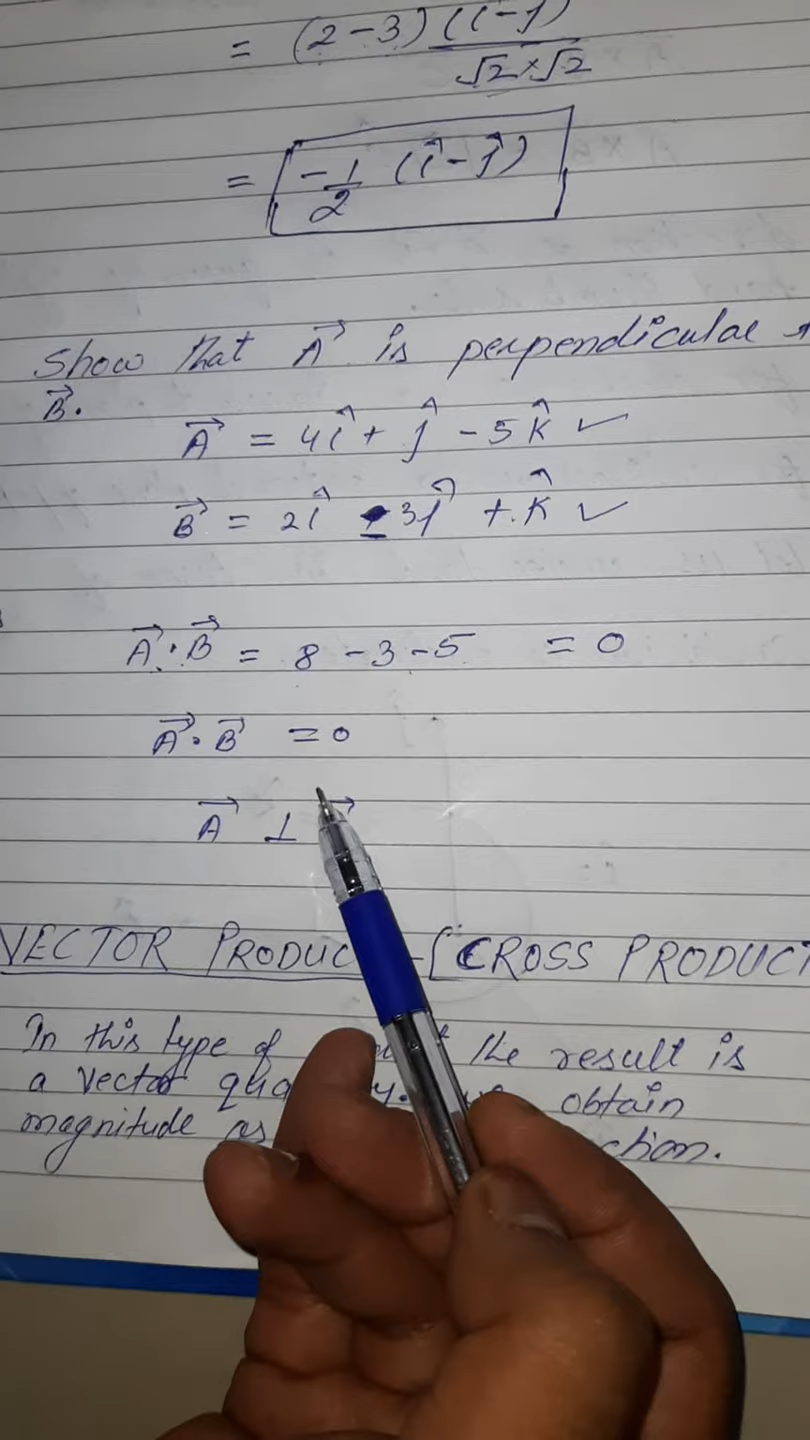 = (2-3) (î-ĵ) / √2×√2
= -1/2 (î-ĵ)
Show that A⃗ is perpendicular
B⃗.
A⃗ = 4î + ĵ - 5k̂ ✓
B⃗ = 2î - 3ĵ + k̂ ✓
A⃗·B⃗ = 8 -3 -5 = 0
A⃗·B⃗ = 0
A⃗ ⊥
VECTOR PRODUC [CROSS PRODUCT
In this type of the result is
a vector obtain
magnitude as